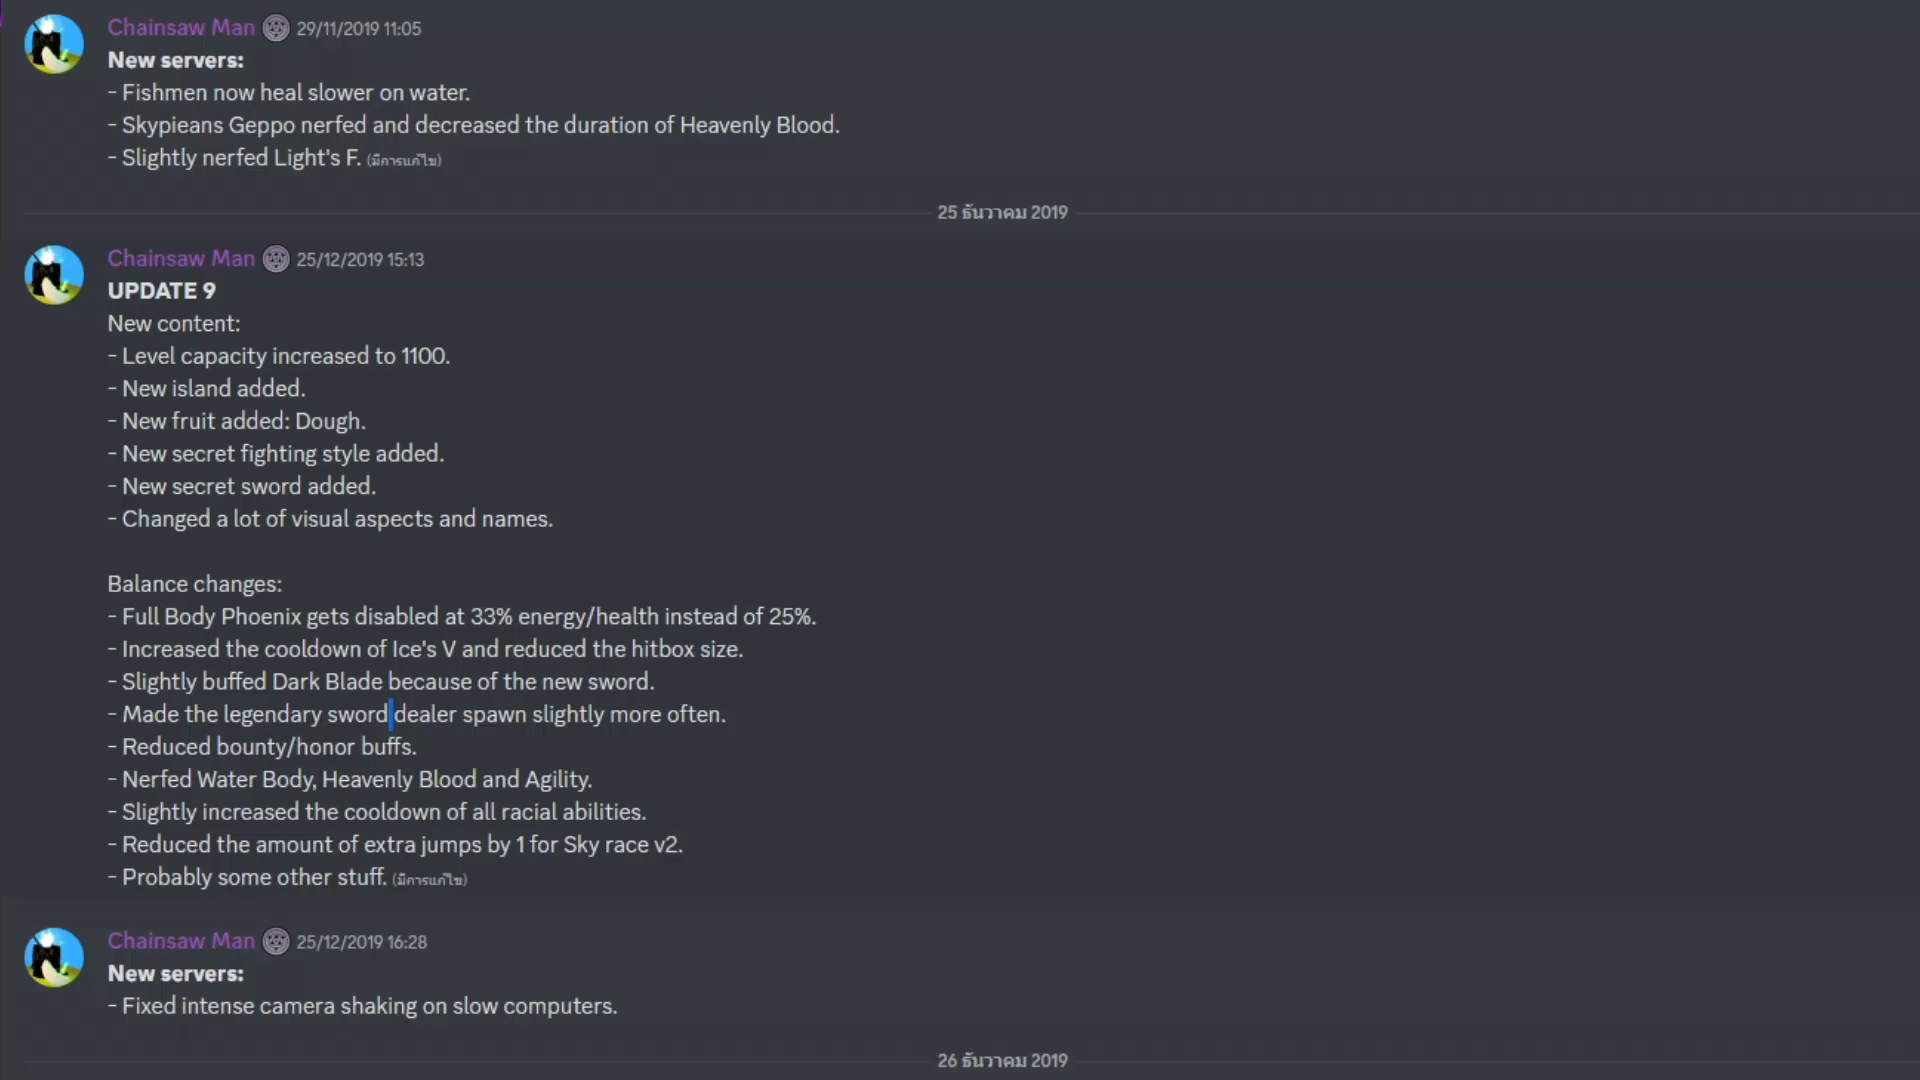 Chainsaw Man 29/11/2019 11:05
New servers:
- Fishmen now heal slower on water.
- Skypieans Geppo nerfed and decreased the duration of Heavenly Blood.
- Slightly nerfed Light's F. (มีการแก้ไข)
25 ธันวาคม 2019
Chainsaw Man 25/12/2019 15:13
UPDATE 9
New content:
- Level capacity increased to 1100.
- New island added.
- New fruit added: Dough.
- New secret fighting style added.
- New secret sword added.
- Changed a lot of visual aspects and names.
Balance changes:
- Full Body Phoenix gets disabled at 33% energy/health instead of 25%.
- Increased the cooldown of Ice's V and reduced the hitbox size.
- Slightly buffed Dark Blade because of the new sword.
- Made the legendary sword dealer spawn slightly more often.
- Reduced bounty/honor buffs.
- Nerfed Water Body, Heavenly Blood and Agility.
- Slightly increased the cooldown of all racial abilities.
- Reduced the amount of extra jumps by 1 for Sky race v2.
- Probably some other stuff. (มีการแก้ไข)
Chainsaw Man 25/12/2019 16:28
New servers:
- Fixed intense camera shaking on slow computers.
26 ธันวาคม 2019